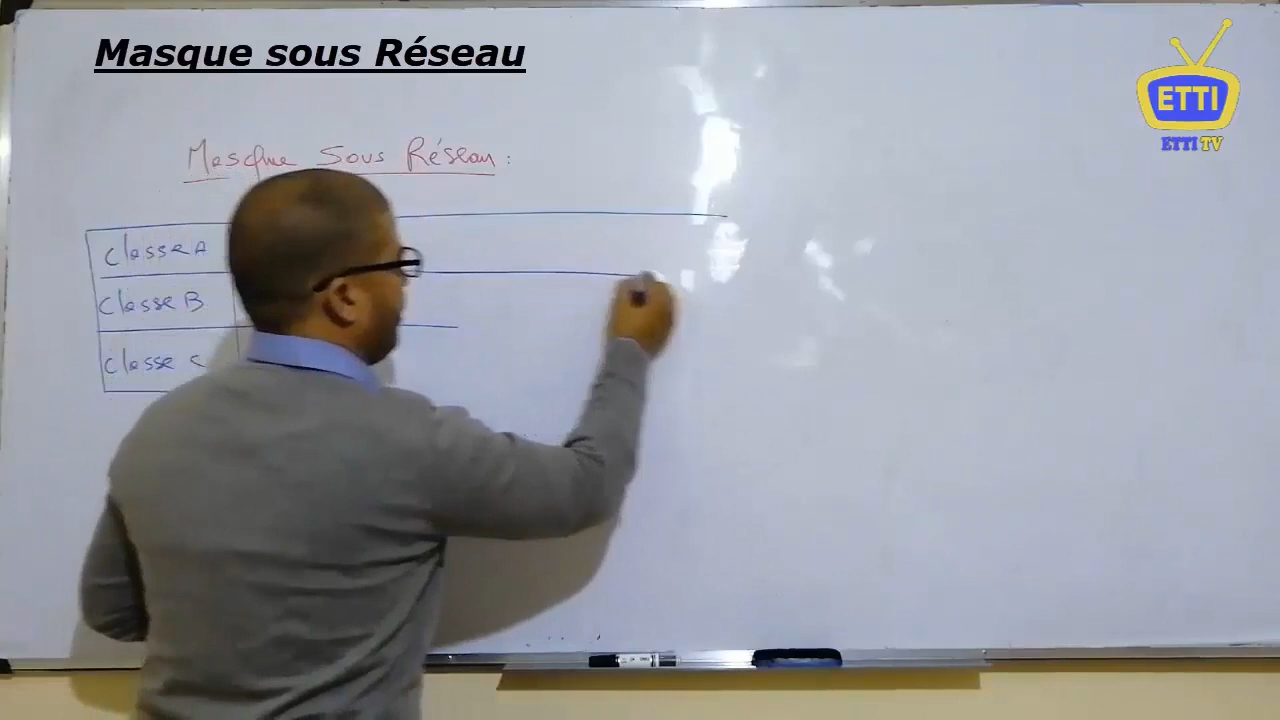 Masque sous Réseau
ETTI
ETTI TV
Masque Sous Réseau :
Classe A
Classe B
Classe C